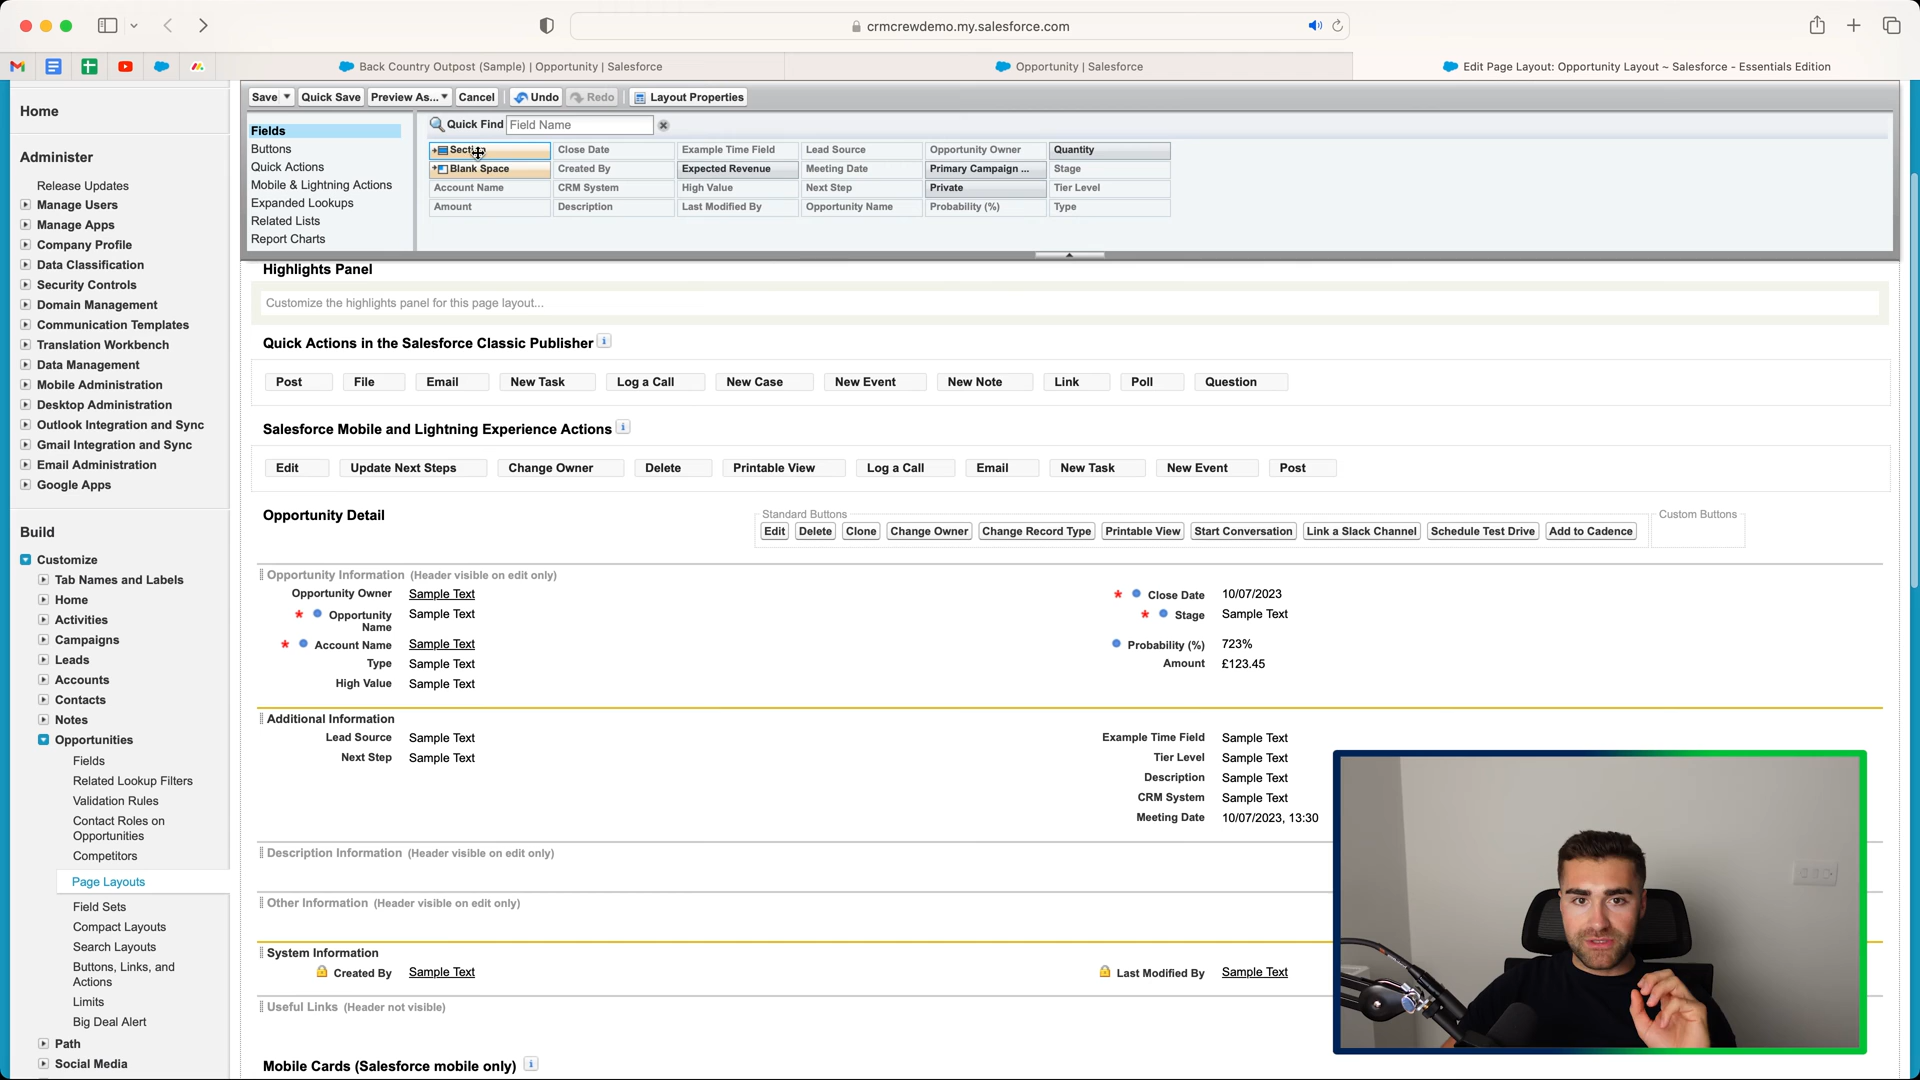 crmcrewdemo.my.salesforce.com
Back Country Outpost (Sample) | Opportunity | Salesforce
Opportunity | Salesforce
Edit Page Layout: Opportunity Layout ~ Salesforce - Essentials Edition
Home
Administer
Release Updates
Manage Users
Manage Apps
Company Profile
Data Classification
Security Controls
Domain Management
Communication Templates
Translation Workbench
Data Management
Mobile Administration
Desktop Administration
Outlook Integration and Sync
Gmail Integration and Sync
Email Administration
Google Apps
Build
Customize
Tab Names and Labels
Home
Activities
Campaigns
Leads
Accounts
Contacts
Notes
Opportunities
Fields
Related Lookup Filters
Validation Rules
Contact Roles on
Opportunities
Competitors
Page Layouts
Field Sets
Compact Layouts
Search Layouts
Buttons, Links, and
Actions
Limits
Big Deal Alert
Path
Social Media
Save Quick Save Preview As... Cancel Undo Redo Layout Properties
Fields
Buttons
Quick Actions
Mobile & Lightning Actions
Expanded Lookups
Related Lists
Report Charts
Quick Find Field Name
Section Close Date Example Time Field Lead Source Opportunity Owner Quantity
Blank Space Created By Expected Revenue Meeting Date Primary Campaign ... Stage
Account Name CRM System High Value Next Step Private Tier Level
Amount Description Last Modified By Opportunity Name Probability (%) Type
Highlights Panel
Customize the highlights panel for this page layout...
Quick Actions in the Salesforce Classic Publisher i
Post File Email New Task Log a Call New Case New Event New Note Link Poll Question
Salesforce Mobile and Lightning Experience Actions i
Edit Update Next Steps Change Owner Delete Printable View Log a Call Email New Task New Event Post
Opportunity Detail
Standard Buttons
Edit Delete Clone Change Owner Change Record Type Printable View Start Conversation Link a Slack Channel Schedule Test Drive Add to Cadence
Custom Buttons
Opportunity Information (Header visible on edit only)
Opportunity Owner Sample Text * Close Date 10/07/2023
* Opportunity Name Sample Text * Stage Sample Text
* Account Name Sample Text Probability (%) 723%
Type Sample Text Amount £123.45
High Value Sample Text
Additional Information
Lead Source Sample Text Example Time Field Sample Text
Next Step Sample Text Tier Level Sample Text
Description Sample Text
CRM System Sample Text
Meeting Date 10/07/2023, 13:30
Description Information (Header visible on edit only)
Other Information (Header visible on edit only)
System Information
Created By Sample Text Last Modified By Sample Text
Useful Links (Header not visible)
Mobile Cards (Salesforce mobile only) i